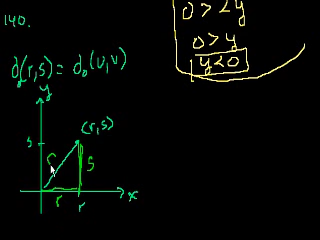 140.
0 > 2y
0 > y
y < 0
d(r,s) = d₀(u,v)
y
(r,s)
s
r
s
r
r
x